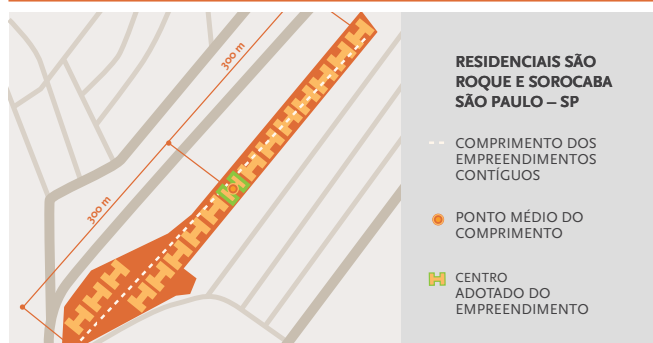 300 m
300 m
RESIDENCIAIS SÃO
ROQUE E SOROCABA
SÃO PAULO – SP
COMPRIMENTO DOS
EMPREENDIMENTOS
CONTÍGUOS
PONTO MÉDIO DO
COMPRIMENTO
CENTRO
ADOTADO DO
EMPREENDIMENTO